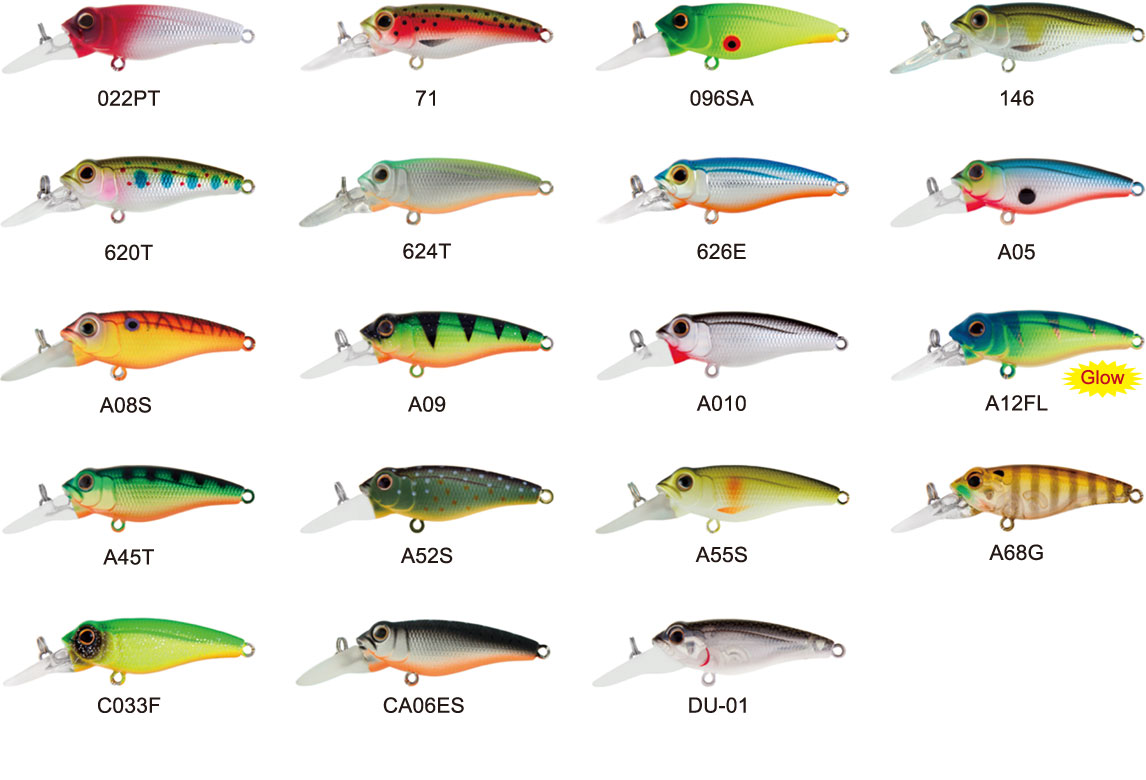 022PT
71
096SA
146
620T
624T
626E
A05
A08S
A09
A010
Glow
A12FL
A45T
A52S
A55S
A68G
C033F
CA06ES
DU-01